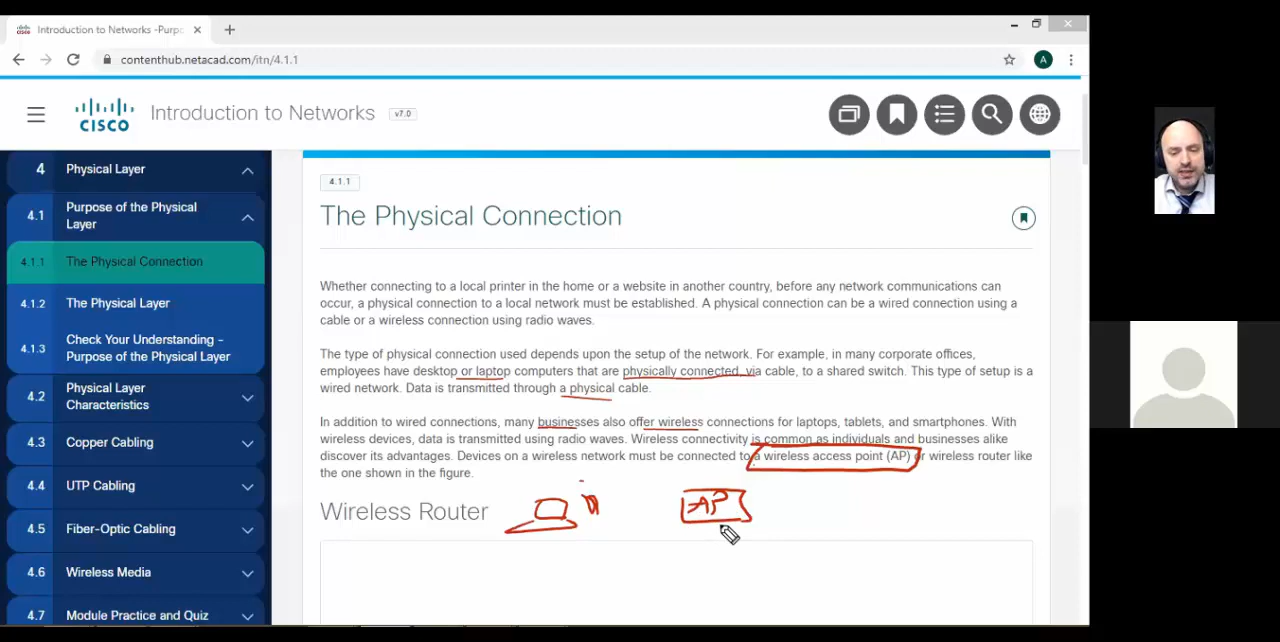 Introduction to Networks -Purpo
contenthub.netacad.com/itn/4.1.1
A
CISCO
Introduction to Networks
v7.0
4 Physical Layer
4.1 Purpose of the Physical
Layer
4.1.1 The Physical Connection
4.1.2 The Physical Layer
4.1.3 Check Your Understanding -
Purpose of the Physical Layer
4.2 Physical Layer
Characteristics
4.3 Copper Cabling
4.4 UTP Cabling
4.5 Fiber-Optic Cabling
4.6 Wireless Media
4.7 Module Practice and Quiz
4.1.1
The Physical Connection
Whether connecting to a local printer in the home or a website in another country, before any network communications can
occur, a physical connection to a local network must be established. A physical connection can be a wired connection using a
cable or a wireless connection using radio waves.
The type of physical connection used depends upon the setup of the network. For example, in many corporate offices,
employees have desktop or laptop computers that are physically connected, via cable, to a shared switch. This type of setup is a
wired network. Data is transmitted through a physical cable.
In addition to wired connections, many businesses also offer wireless connections for laptops, tablets, and smartphones. With
wireless devices, data is transmitted using radio waves. Wireless connectivity is common as individuals and businesses alike
discover its advantages. Devices on a wireless network must be connected to a wireless access point (AP) or wireless router like
the one shown in the figure.
Wireless Router
AP